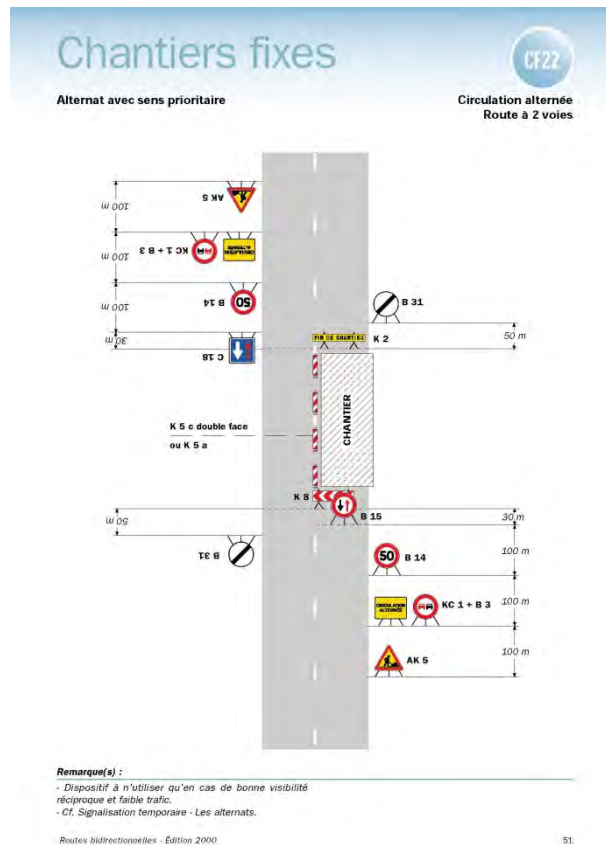 Chantiers fixes
CF22
Alternat avec sens prioritaire
Circulation alternée
Route à 2 voies
100 m
AK 5
100 m
KC 1 + B 3
CIRCULATION
ALTERNÉE
100 m
B 14
50
30 m
C 18
B 31
50 m
FIN DE CHANTIER
K 2
CHANTIER
K 5 c double face
ou K 5 a
K 8
B 15
50 m
30 m
B 31
100 m
50
B 14
100 m
CIRCULATION
ALTERNÉE
KC 1 + B 3
100 m
AK 5
Remarque(s) :
- Dispositif à n'utiliser qu'en cas de bonne visibilité
réciproque et faible trafic.
- Cf. Signalisation temporaire - Les alternats.
Routes bidirectionnelles - Édition 2000
51